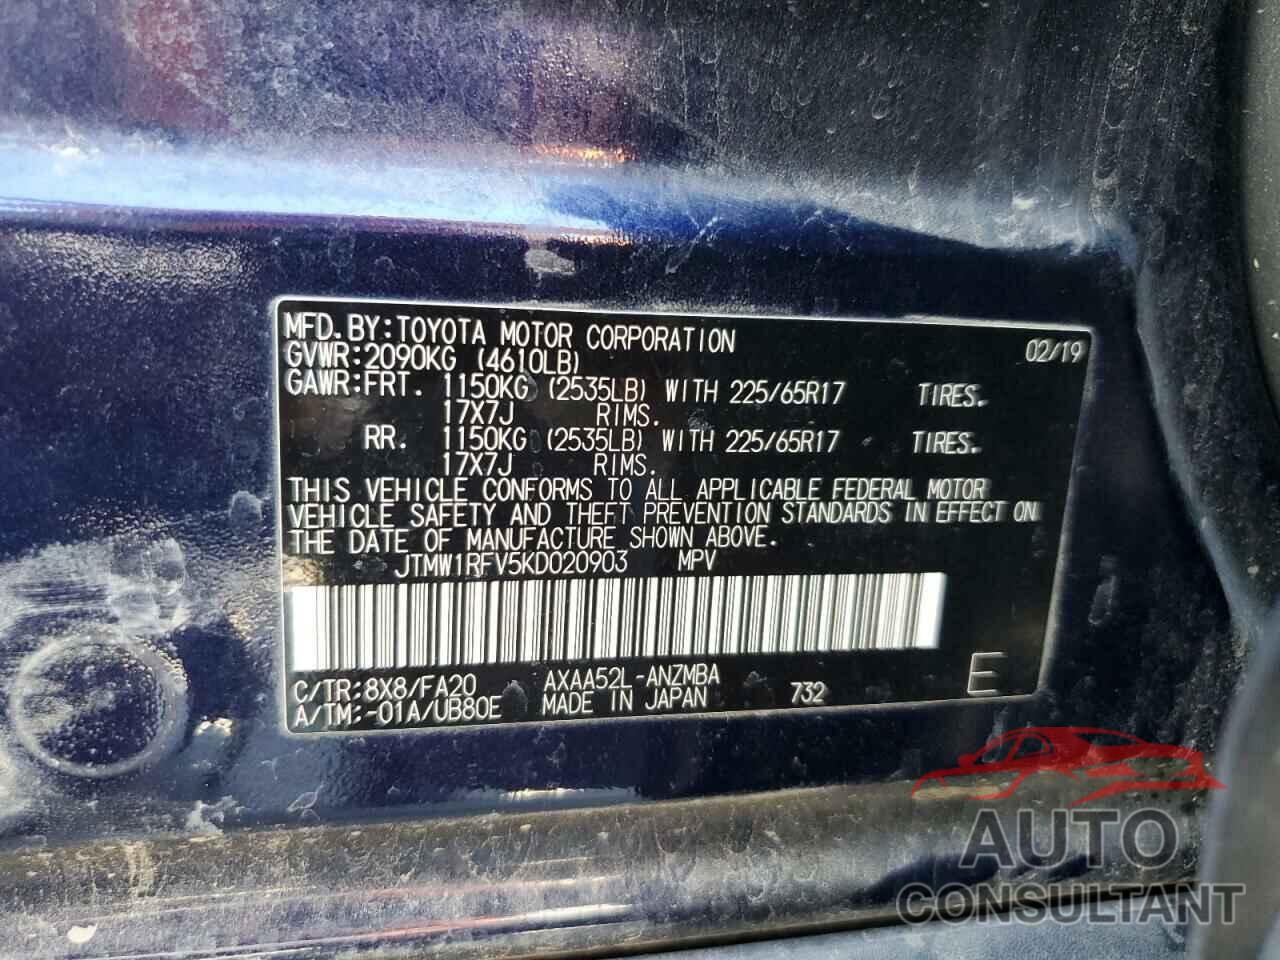 MFD.BY:TOYOTA MOTOR CORPORATION 02/19
GVWR:2090KG (4610LB)
GAWR:FRT. 1150KG (2535LB) WITH 225/65R17 TIRES.
17X7J RIMS.
RR. 1150KG (2535LB) WITH 225/65R17 TIRES.
17X7J RIMS.
THIS VEHICLE CONFORMS TO ALL APPLICABLE FEDERAL MOTOR
VEHICLE SAFETY AND THEFT PREVENTION STANDARDS IN EFFECT ON
THE DATE OF MANUFACTURE SHOWN ABOVE.
JTMW1RFV5KD020903 MPV
C/TR:8X8/FA20 AXAA52L-ANZMBA
A/TM:-01A/UB80E MADE IN JAPAN 732 E
AUTO
CONSULTANT